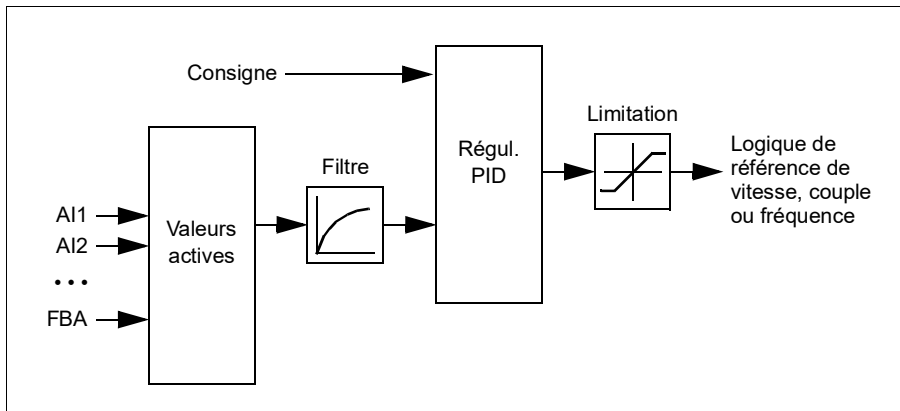 Consigne
Limitation
Régul.
PID
Logique de
référence de
vitesse, couple
ou fréquence
Filtre
AI1
AI2
• • •
FBA
Valeurs
actives